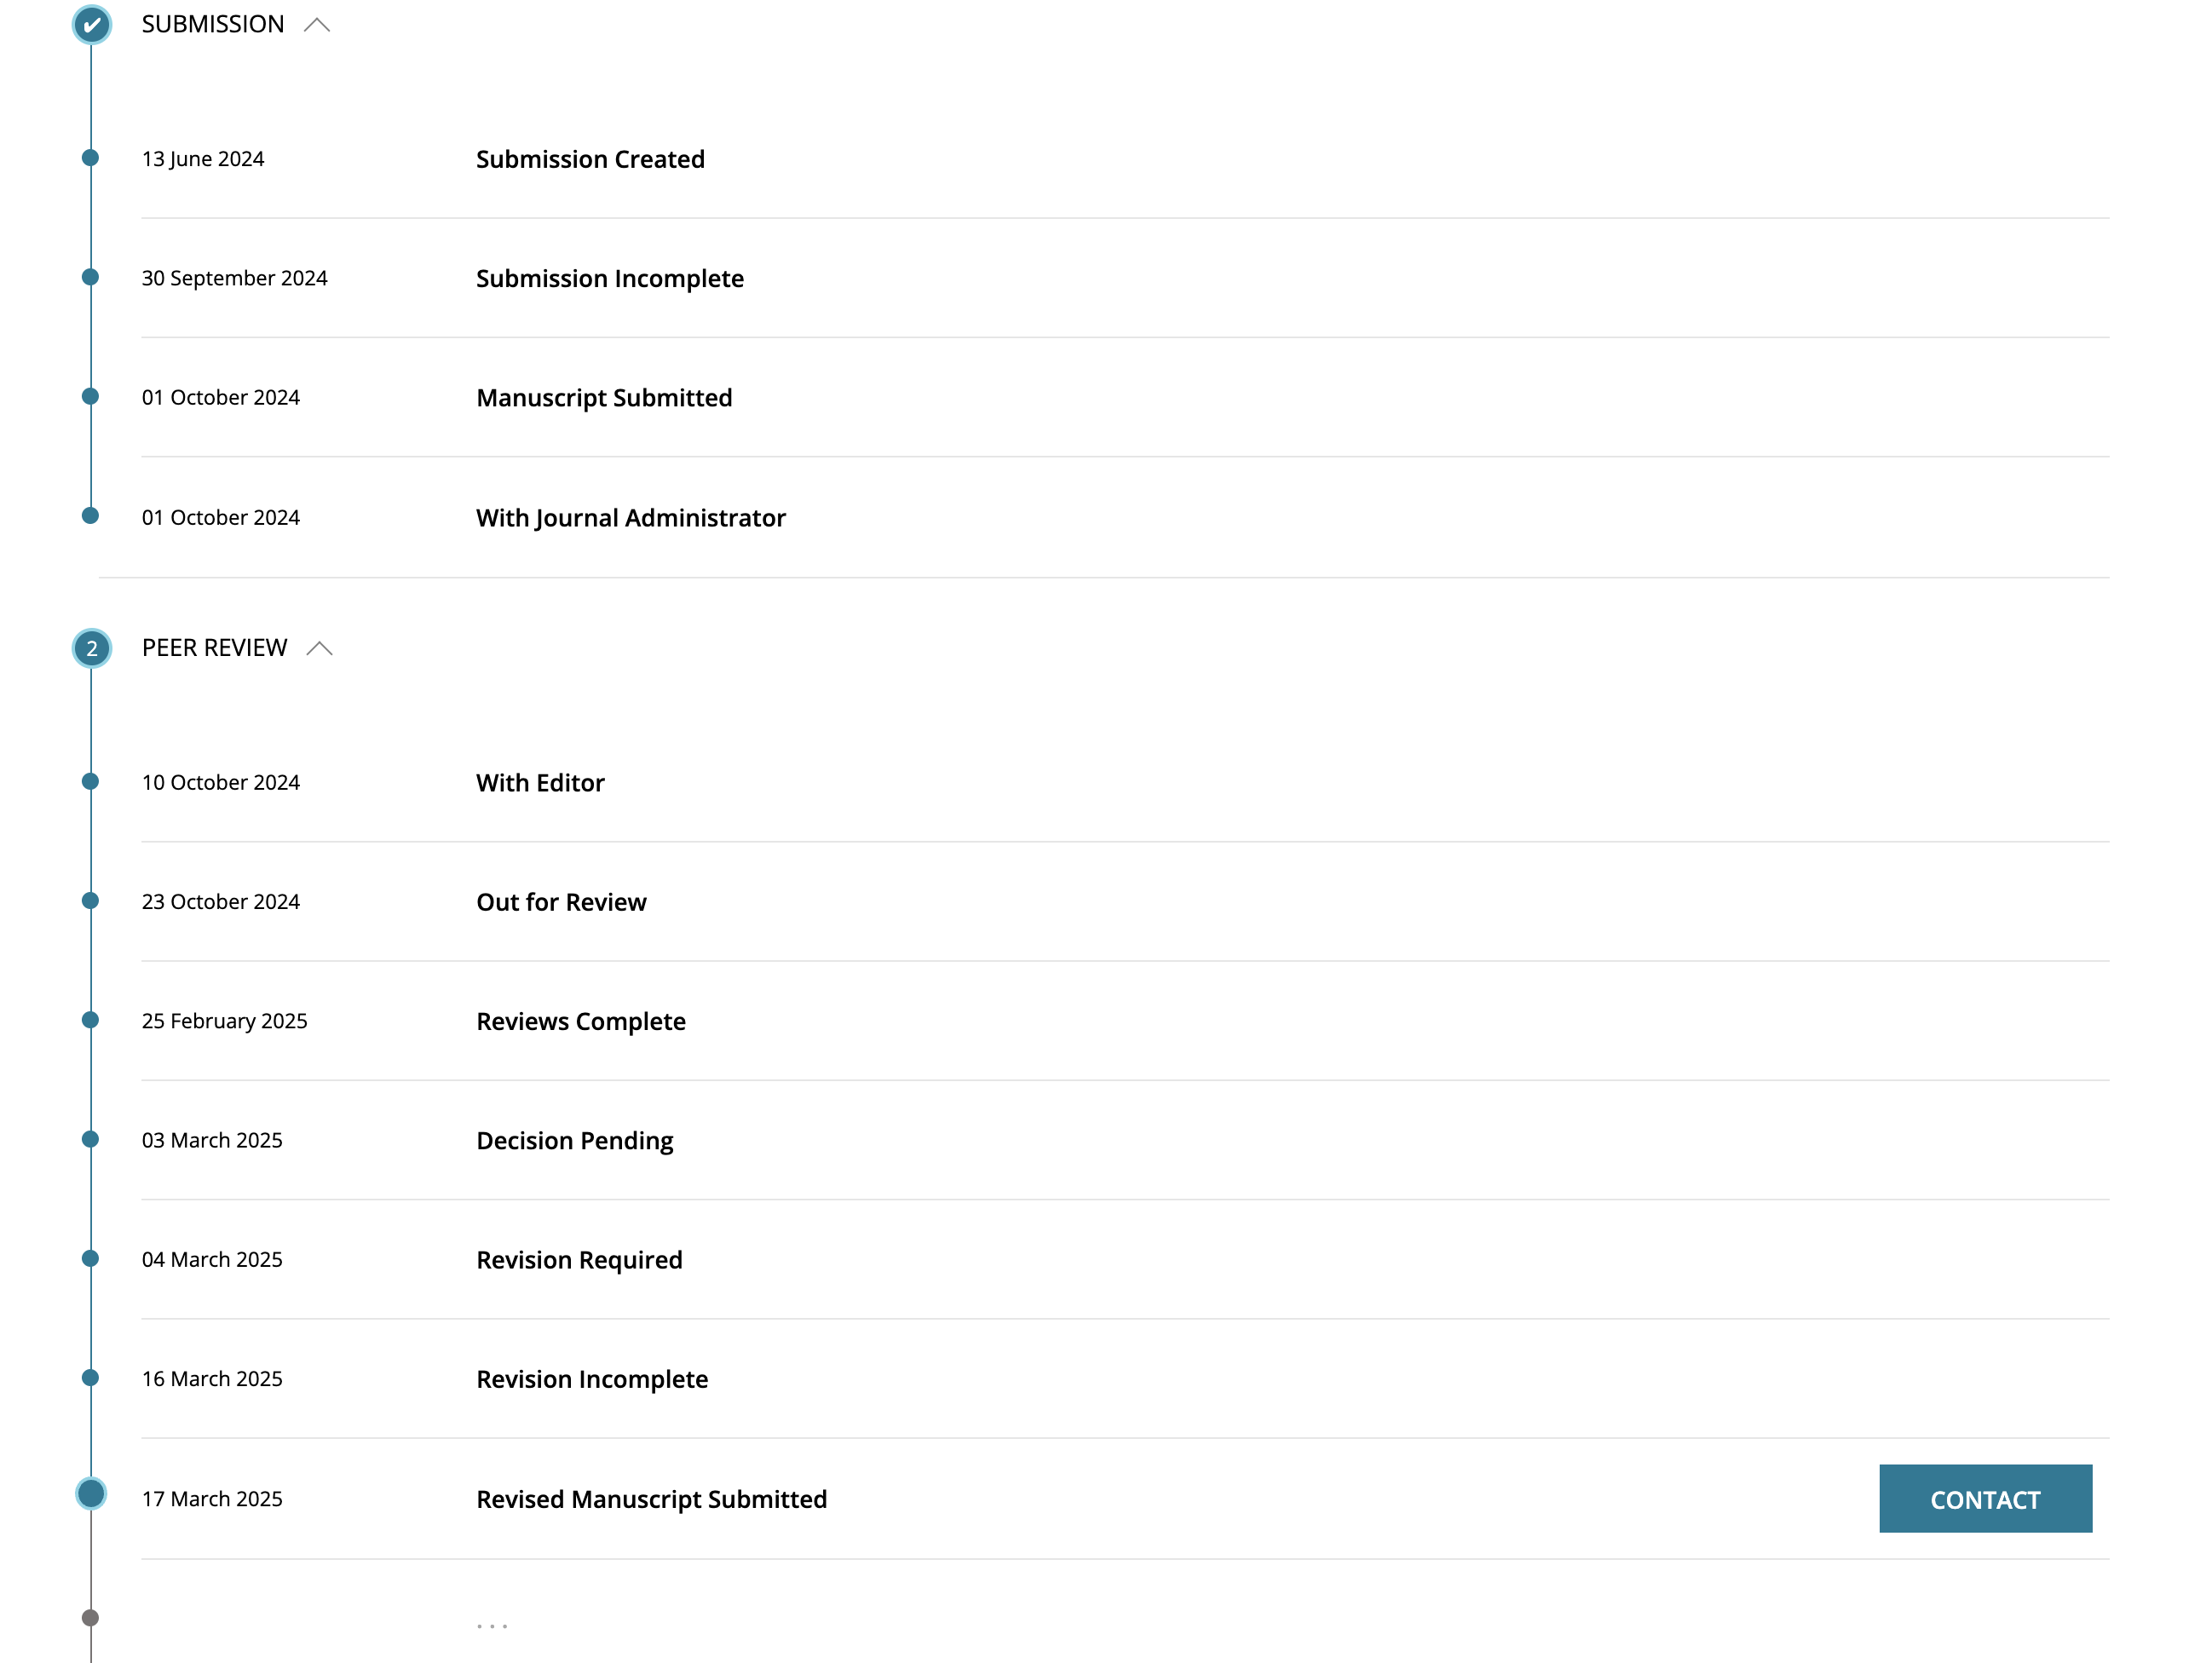 ✔ SUBMISSION
13 June 2024 Submission Created
30 September 2024 Submission Incomplete
01 October 2024 Manuscript Submitted
01 October 2024 With Journal Administrator
2 PEER REVIEW
10 October 2024 With Editor
23 October 2024 Out for Review
25 February 2025 Reviews Complete
03 March 2025 Decision Pending
04 March 2025 Revision Required
16 March 2025 Revision Incomplete
17 March 2025 Revised Manuscript Submitted CONTACT
...